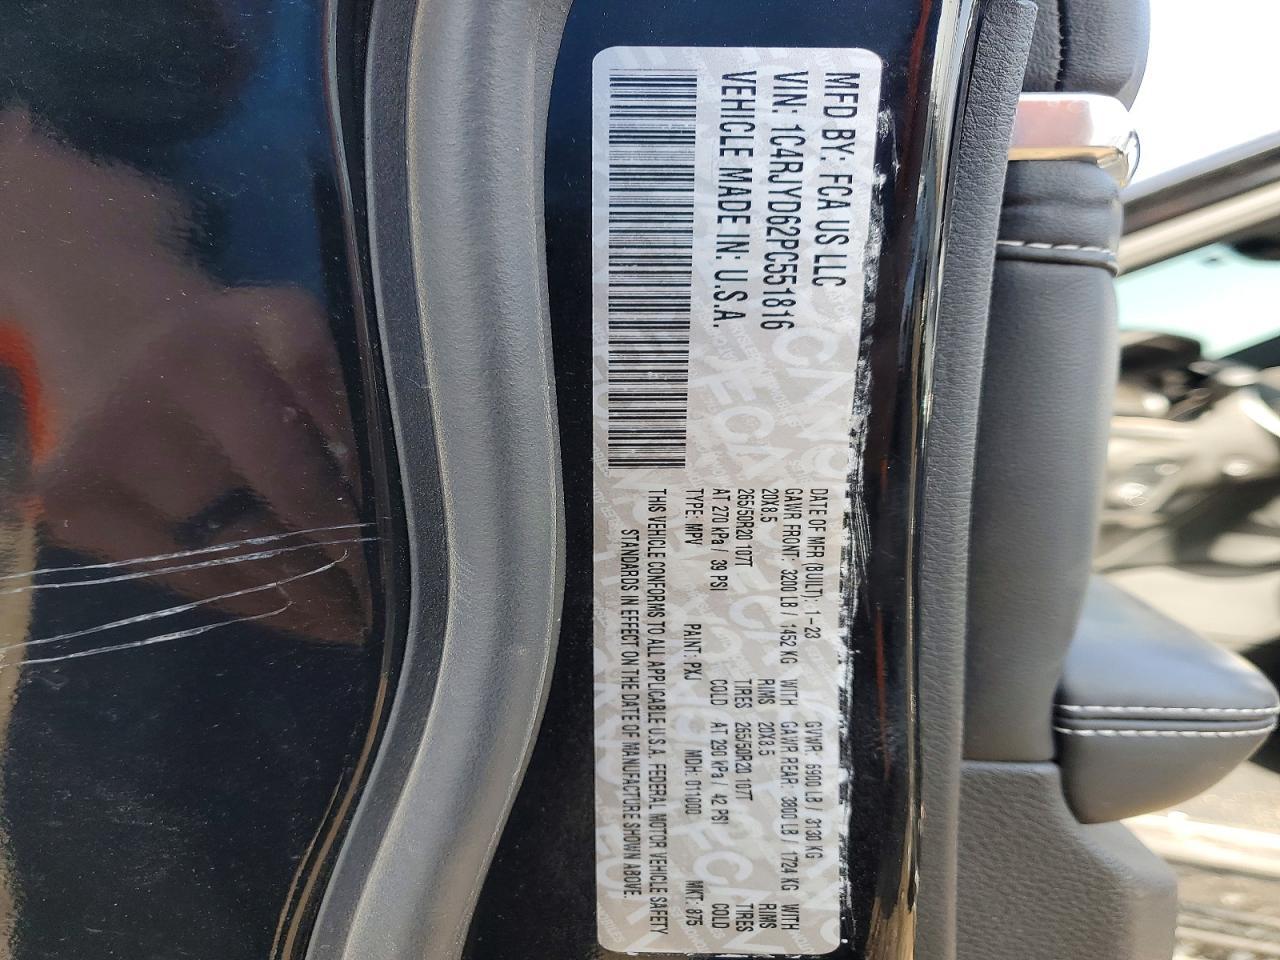 MFD BY: FCA US LLC
VIN: 1C4RJYD62PC551816
VEHICLE MADE IN: U.S.A.
DATE OF MFR (BUILT): 1-23 GVWR: 6900 LB / 3130 KG
GAWR FRONT: 3200 LB / 1452 KG WITH GAWR REAR: 3800 LB / 1724 KG WITH
20X8.5 RIMS 20X8.5 RIMS
265/50R20 107T TIRES 265/50R20 107T TIRES
AT 270 kPa / 39 PSI COLD AT 290 kPa / 42 PSI COLD
TYPE: MPV PAINT: PXJ MDH: 011000 MKT: 875
THIS VEHICLE CONFORMS TO ALL APPLICABLE U.S.A. FEDERAL MOTOR VEHICLE SAFETY
STANDARDS IN EFFECT ON THE DATE OF MANUFACTURE SHOWN ABOVE.